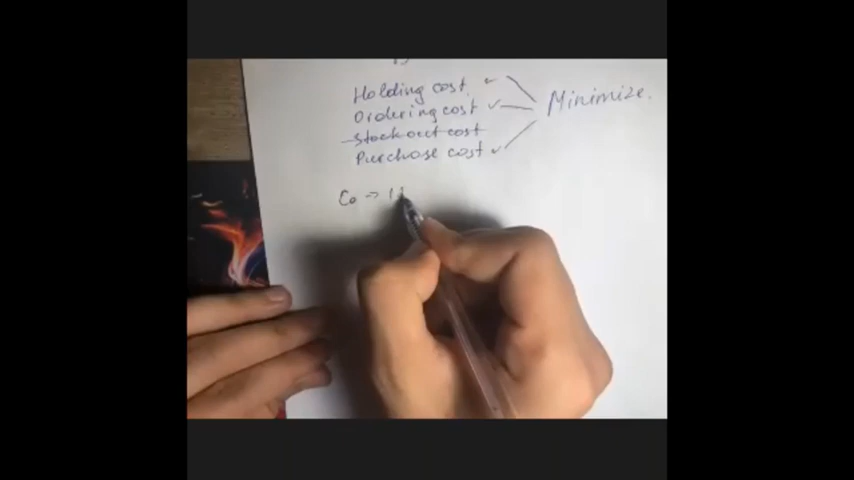 Holding cost. ✓
Ordering cost ✓
Stockout cost
Purchase cost ✓
Minimize.
Co →